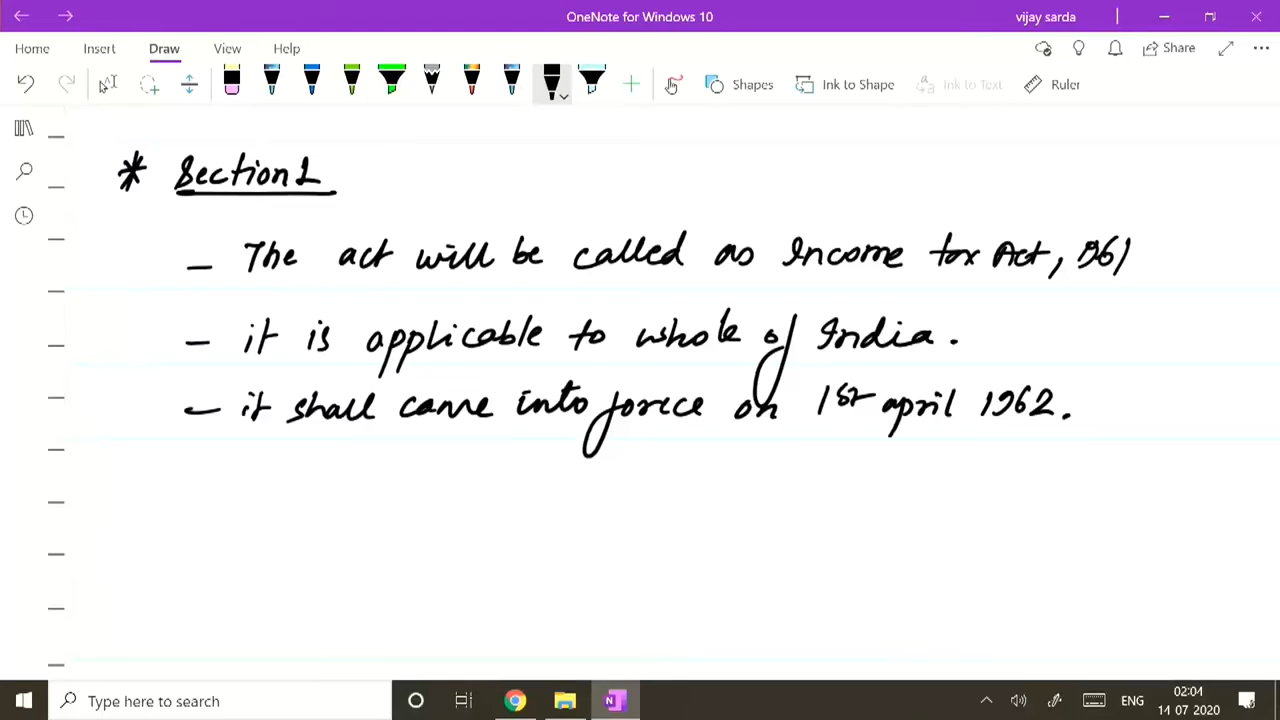 OneNote for Windows 10
vijay sarda
Home Insert Draw View Help
Share
Shapes Ink to Shape Ink to Text Ruler
* Section 1
– The act will be called as Income tax Act, 1961
– it is applicable to whole of India.
– it shall came into force on 1st april 1962.
Type here to search
ENG
02:04
14-07-2020